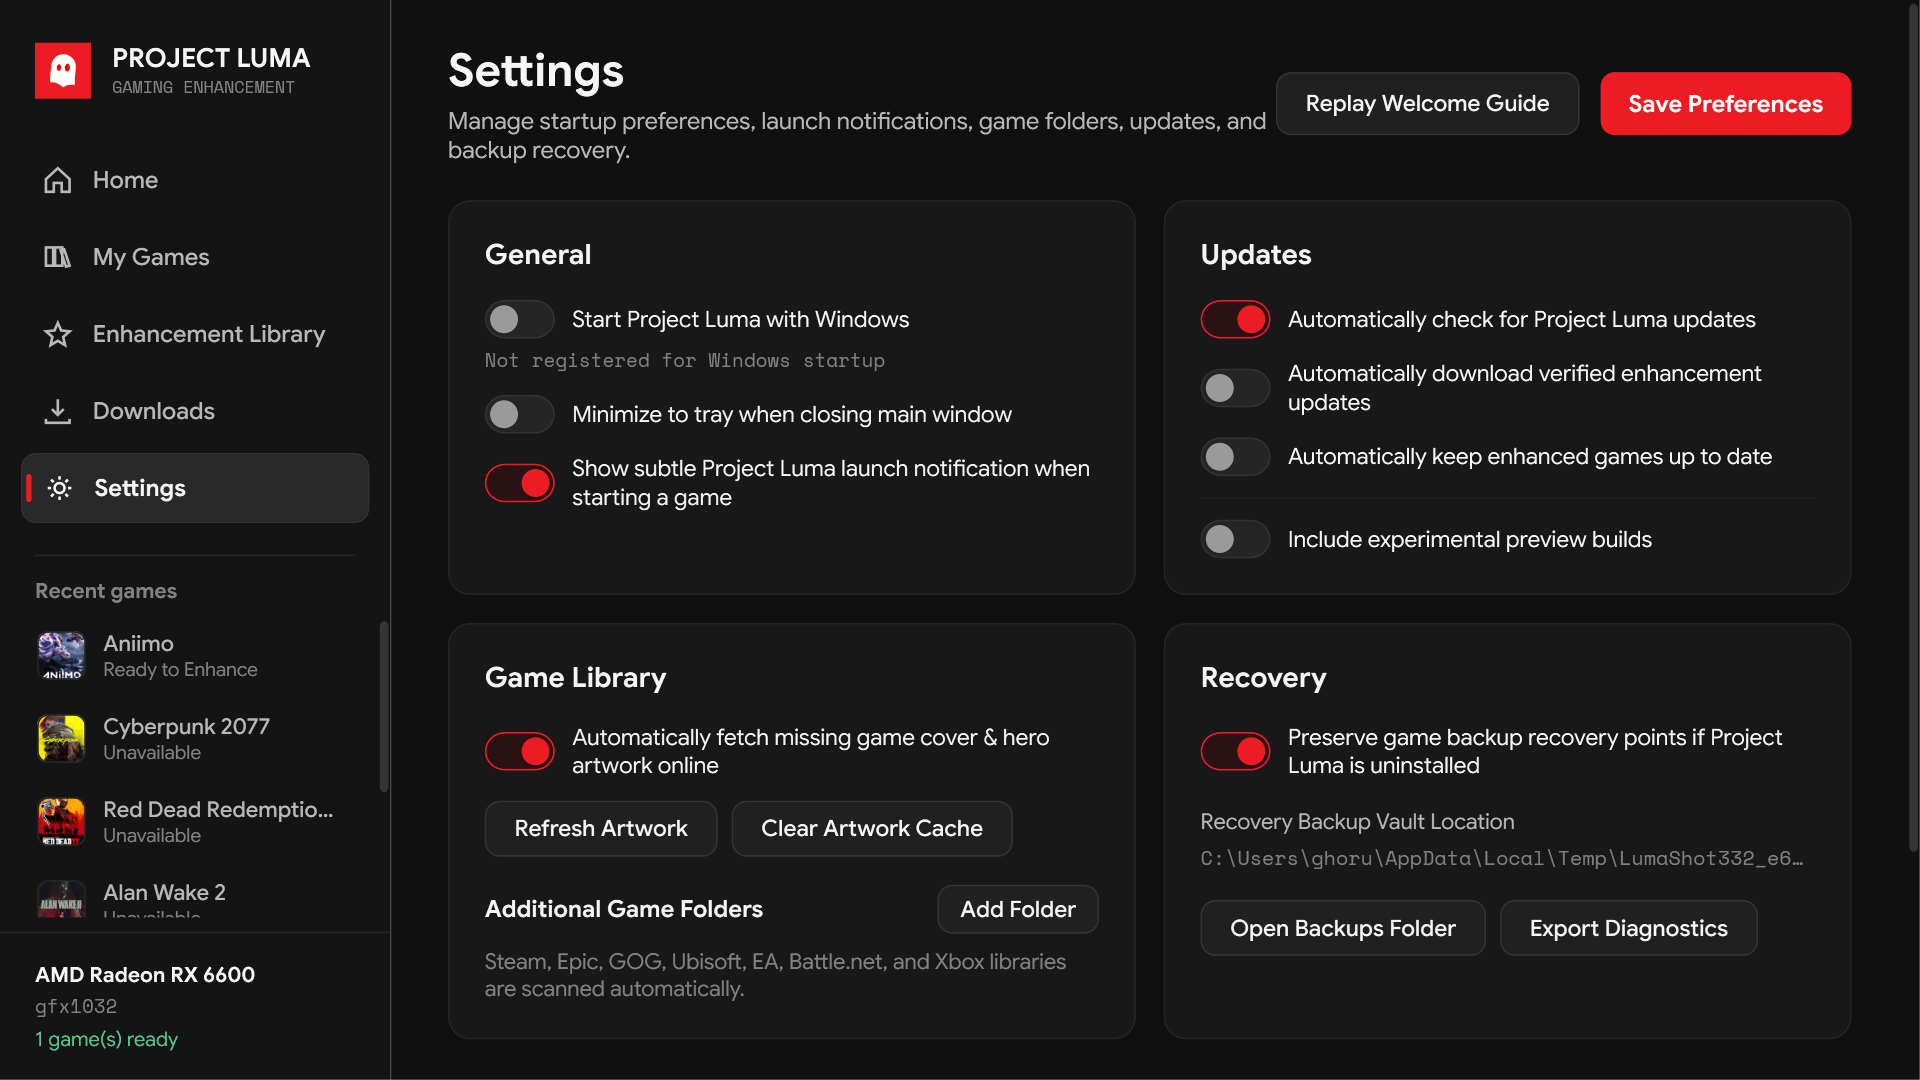 PROJECT LUMA
GAMING ENHANCEMENT
Home
My Games
Enhancement Library
Downloads
Settings
Recent games
ANIIMO
Aniimo
Ready to Enhance
Cyberpunk
Cyberpunk 2077
Unavailable
RED DEAD
Red Dead Redemptio...
Unavailable
ALAN WAKE II
Alan Wake 2
Unavailable
AMD Radeon RX 6600
gfx1032
1 game(s) ready
Settings
Manage startup preferences, launch notifications, game folders, updates, and
backup recovery.
Replay Welcome Guide
Save Preferences
General
Start Project Luma with Windows
Not registered for Windows startup
Minimize to tray when closing main window
Show subtle Project Luma launch notification when
starting a game
Updates
Automatically check for Project Luma updates
Automatically download verified enhancement
updates
Automatically keep enhanced games up to date
Include experimental preview builds
Game Library
Automatically fetch missing game cover & hero
artwork online
Refresh Artwork
Clear Artwork Cache
Additional Game Folders
Add Folder
Steam, Epic, GOG, Ubisoft, EA, Battle.net, and Xbox libraries
are scanned automatically.
Recovery
Preserve game backup recovery points if Project
Luma is uninstalled
Recovery Backup Vault Location
C:\Users\ghoru\AppData\Local\Temp\LumaShot332_e6…
Open Backups Folder
Export Diagnostics